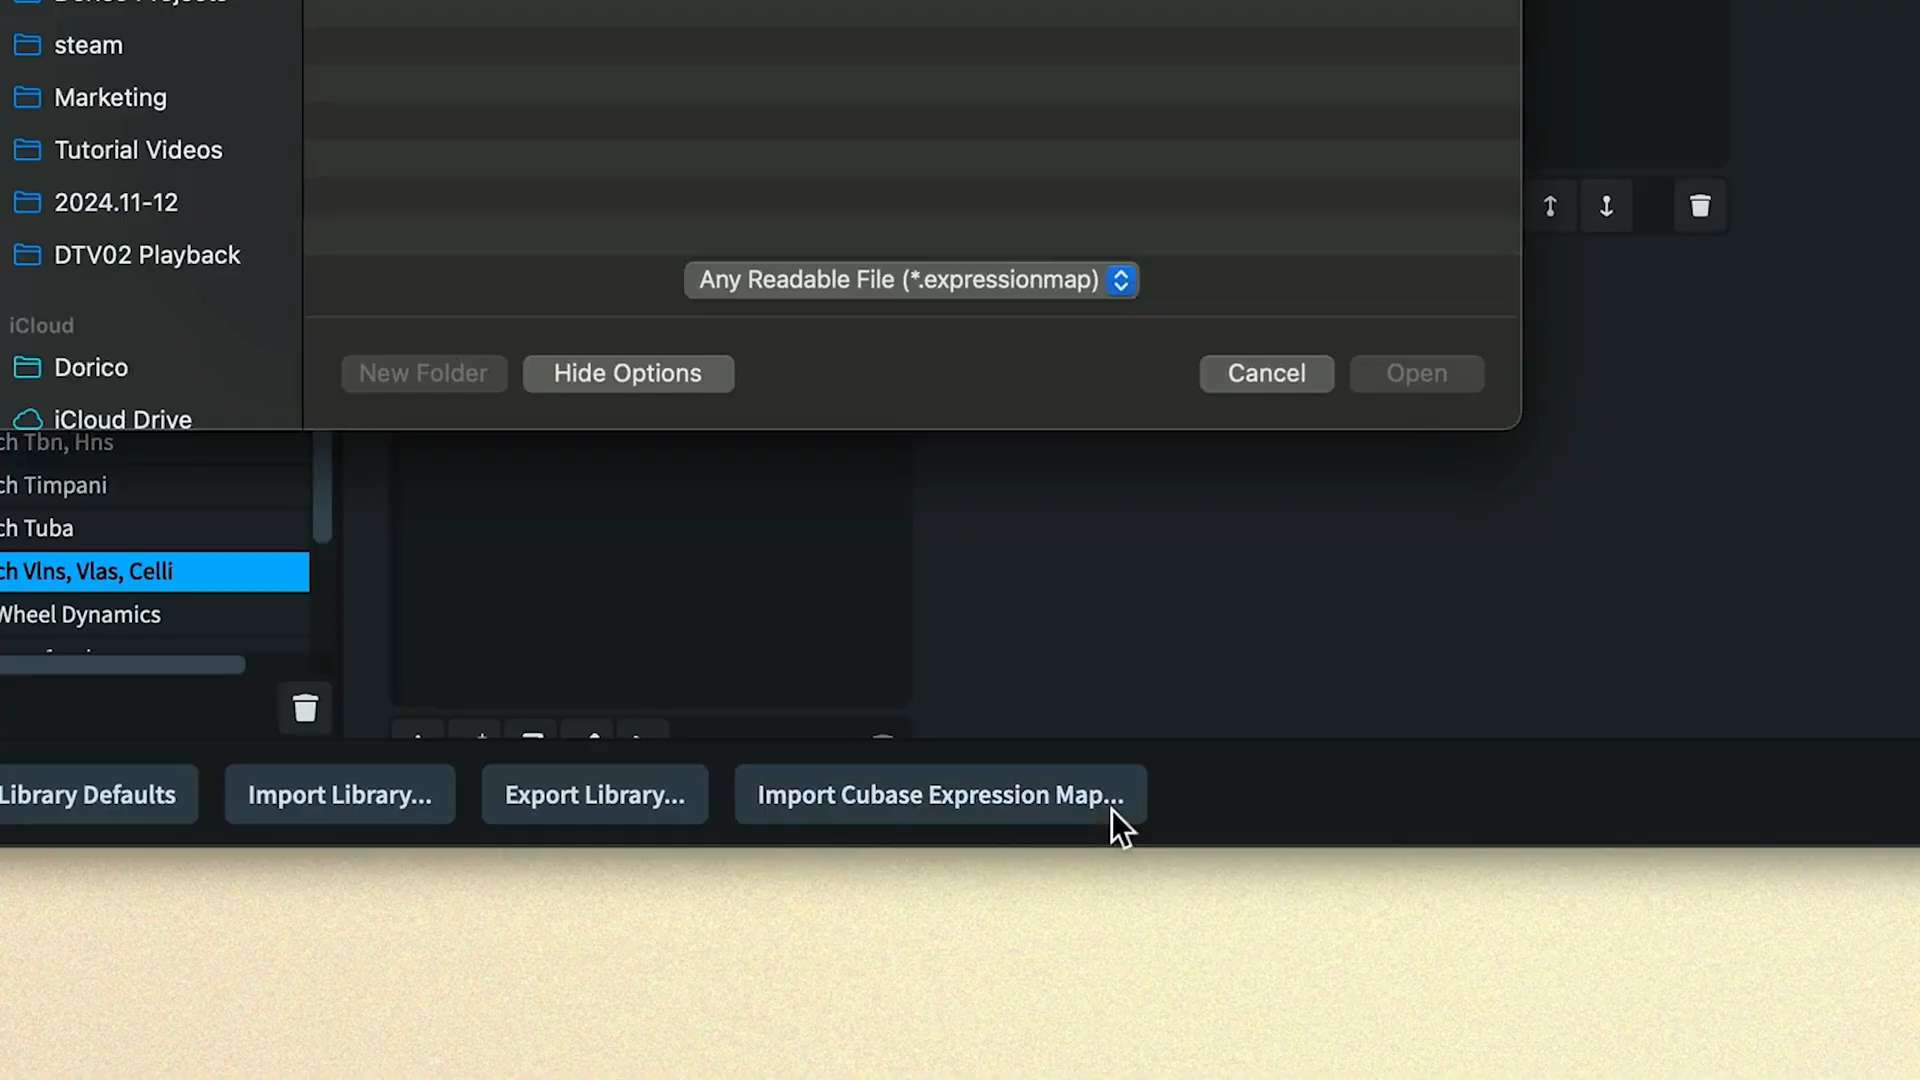 steam
Marketing
Tutorial Videos
2024.11-12
DTV02 Playback
Any Readable File (*.expressionmap)
iCloud
Dorico
iCloud Drive
New Folder
Hide Options
Cancel
Open
ch Tbn, Hns
ch Timpani
ch Tuba
ch Vlns, Vlas, Celli
Wheel Dynamics
Library Defaults
Import Library...
Export Library...
Import Cubase Expression Map...